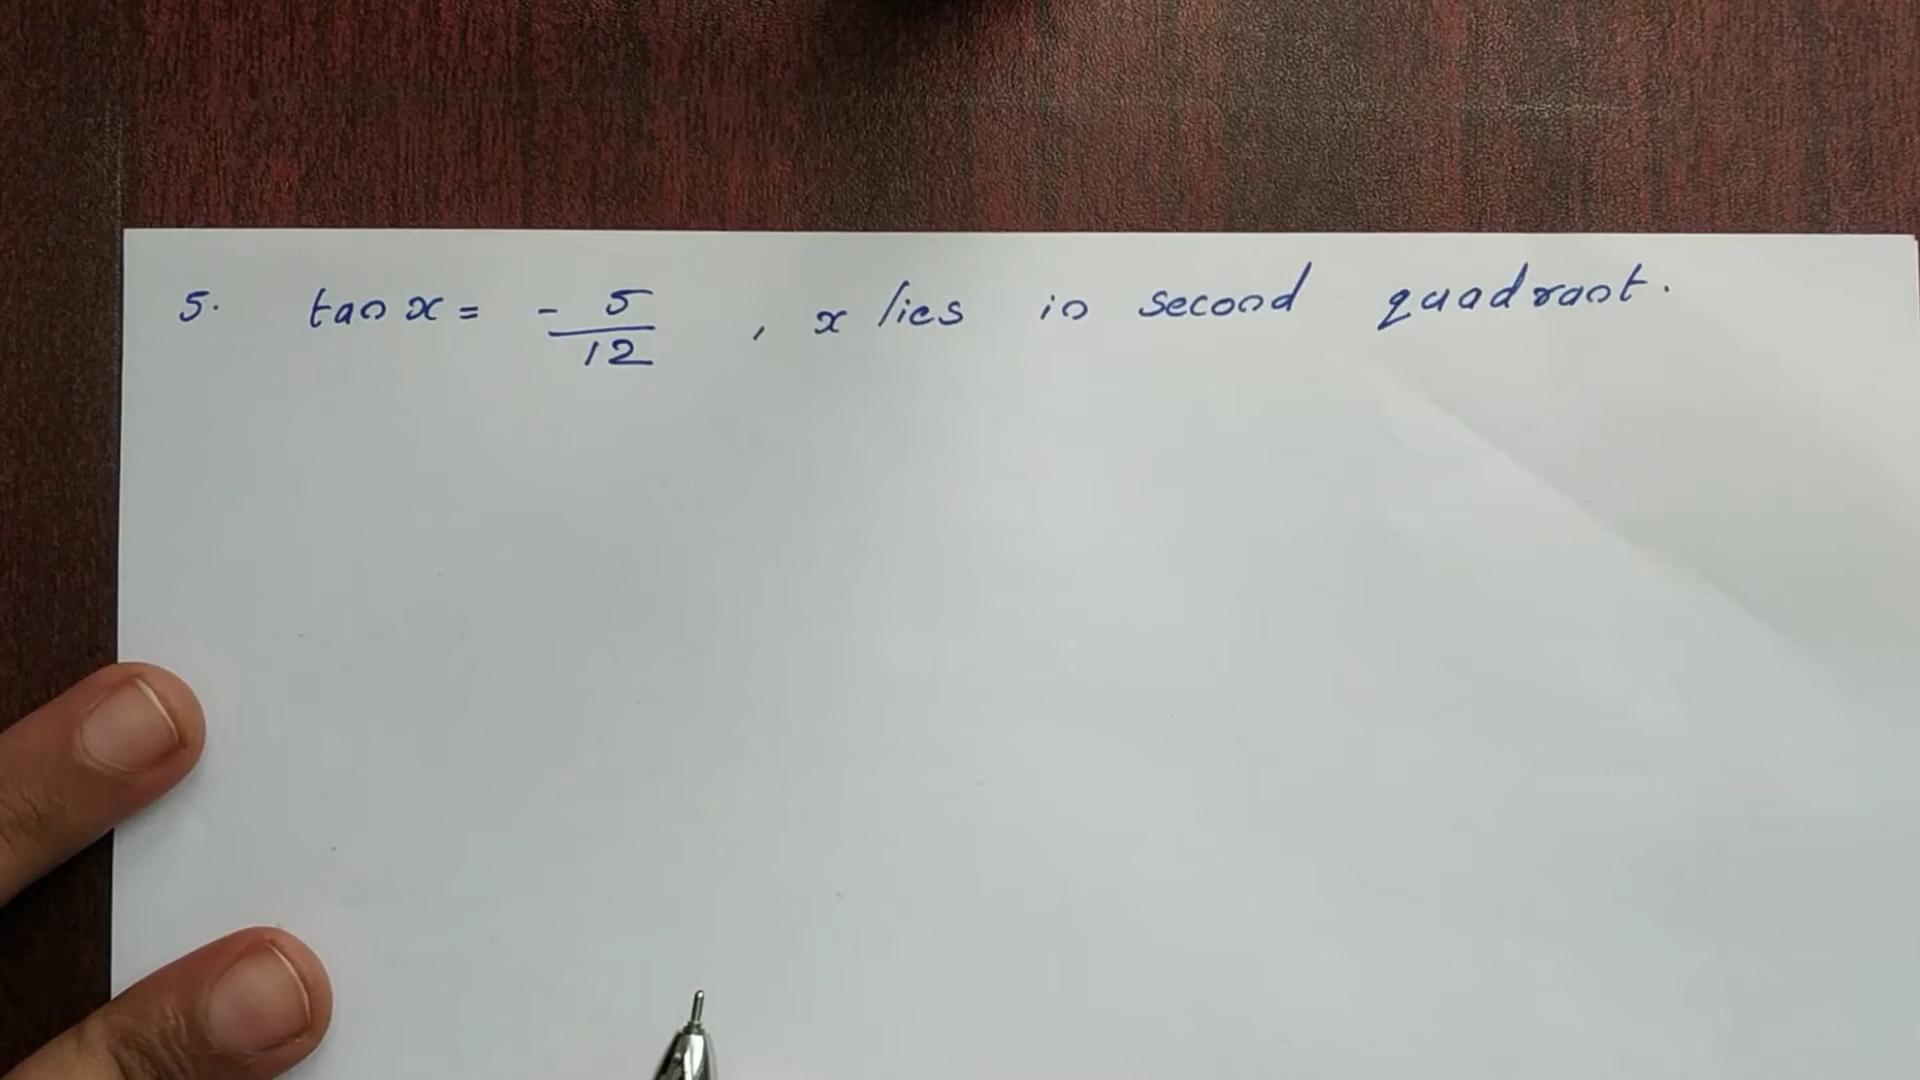 5. tan x = - 5/12 , x lies in second quadrant.